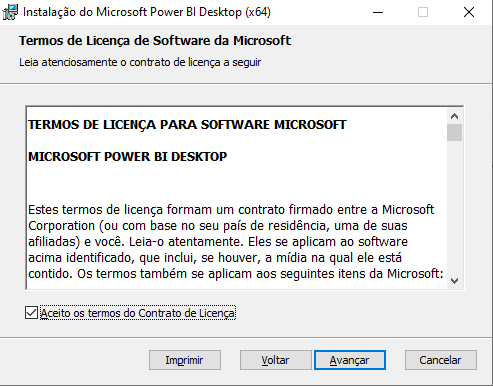 Instalação do Microsoft Power BI Desktop (x64)
Termos de Licença de Software da Microsoft
Leia atenciosamente o contrato de licença a seguir
TERMOS DE LICENÇA PARA SOFTWARE MICROSOFT
MICROSOFT POWER BI DESKTOP
Estes termos de licença formam um contrato firmado entre a Microsoft
Corporation (ou com base no seu país de residência, uma de suas
afiliadas) e você. Leia-o atentamente. Eles se aplicam ao software
acima identificado, que inclui, se houver, a mídia na qual ele está
contido. Os termos também se aplicam aos seguintes itens da Microsoft:
Aceito os termos do Contrato de Licença
Imprimir
Voltar
Avançar
Cancelar